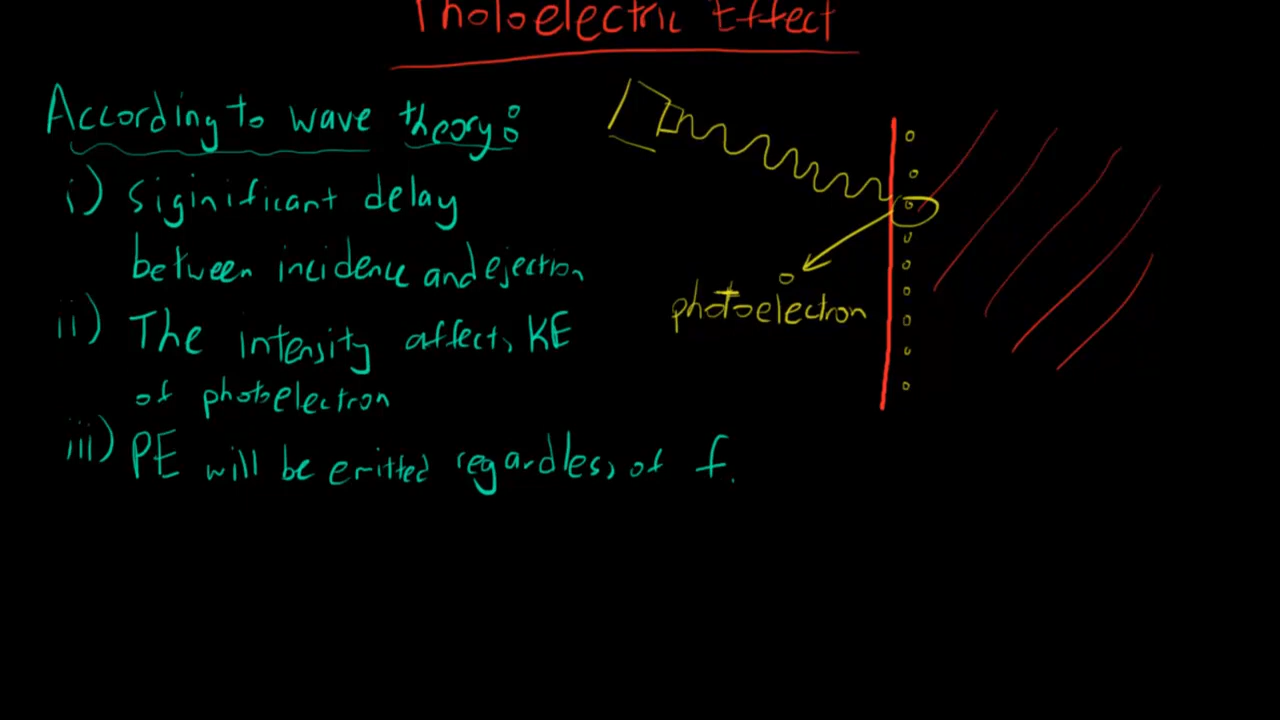 Photoelectric Effect
According to wave theory:
i) Siginificant delay
between incidence and ejection
ii) The intensity affects KE
of photoelectron
iii) PE will be emitted regardless of f.
photoelectron